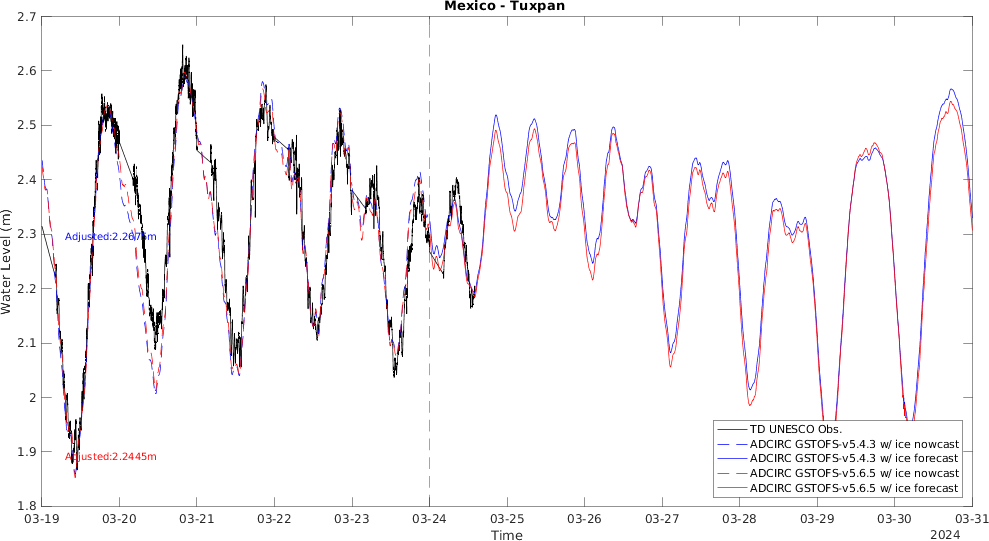 Mexico - Tuxpan
2.7
2.6
2.5
2.4
2.3
2.2
2.1
2
1.9
1.8
Water Level (m)
Adjusted:2.2675m
Adjusted:2.2445m
TD UNESCO Obs.
ADCIRC GSTOFS-v5.4.3 w/ ice nowcast
ADCIRC GSTOFS-v5.4.3 w/ ice forecast
ADCIRC GSTOFS-v5.6.5 w/ ice nowcast
ADCIRC GSTOFS-v5.6.5 w/ ice forecast
03-19 03-20 03-21 03-22 03-23 03-24 03-25 03-26 03-27 03-28 03-29 03-30 03-31
Time
2024